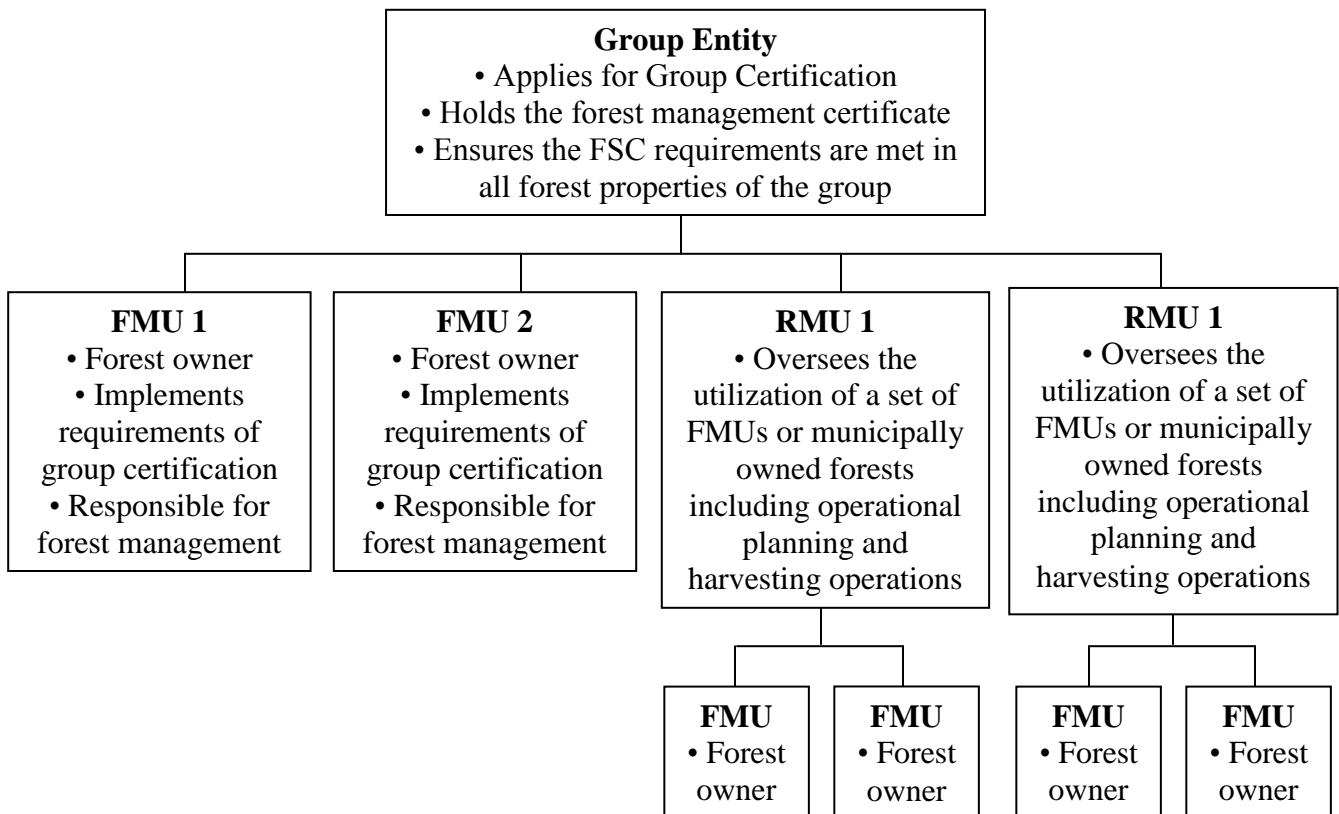 Group Entity
• Applies for Group Certification
• Holds the forest management certificate
• Ensures the FSC requirements are met in
all forest properties of the group
FMU 1
• Forest owner
• Implements
requirements of
group certification
• Responsible for
forest management
FMU 2
• Forest owner
• Implements
requirements of
group certification
• Responsible for
forest management
RMU 1
• Oversees the
utilization of a set of
FMUs or municipally
owned forests
including operational
planning and
harvesting operations
RMU 1
• Oversees the
utilization of a set of
FMUs or municipally
owned forests
including operational
planning and
harvesting operations
FMU
• Forest
owner
FMU
• Forest
owner
FMU
• Forest
owner
FMU
• Forest
owner